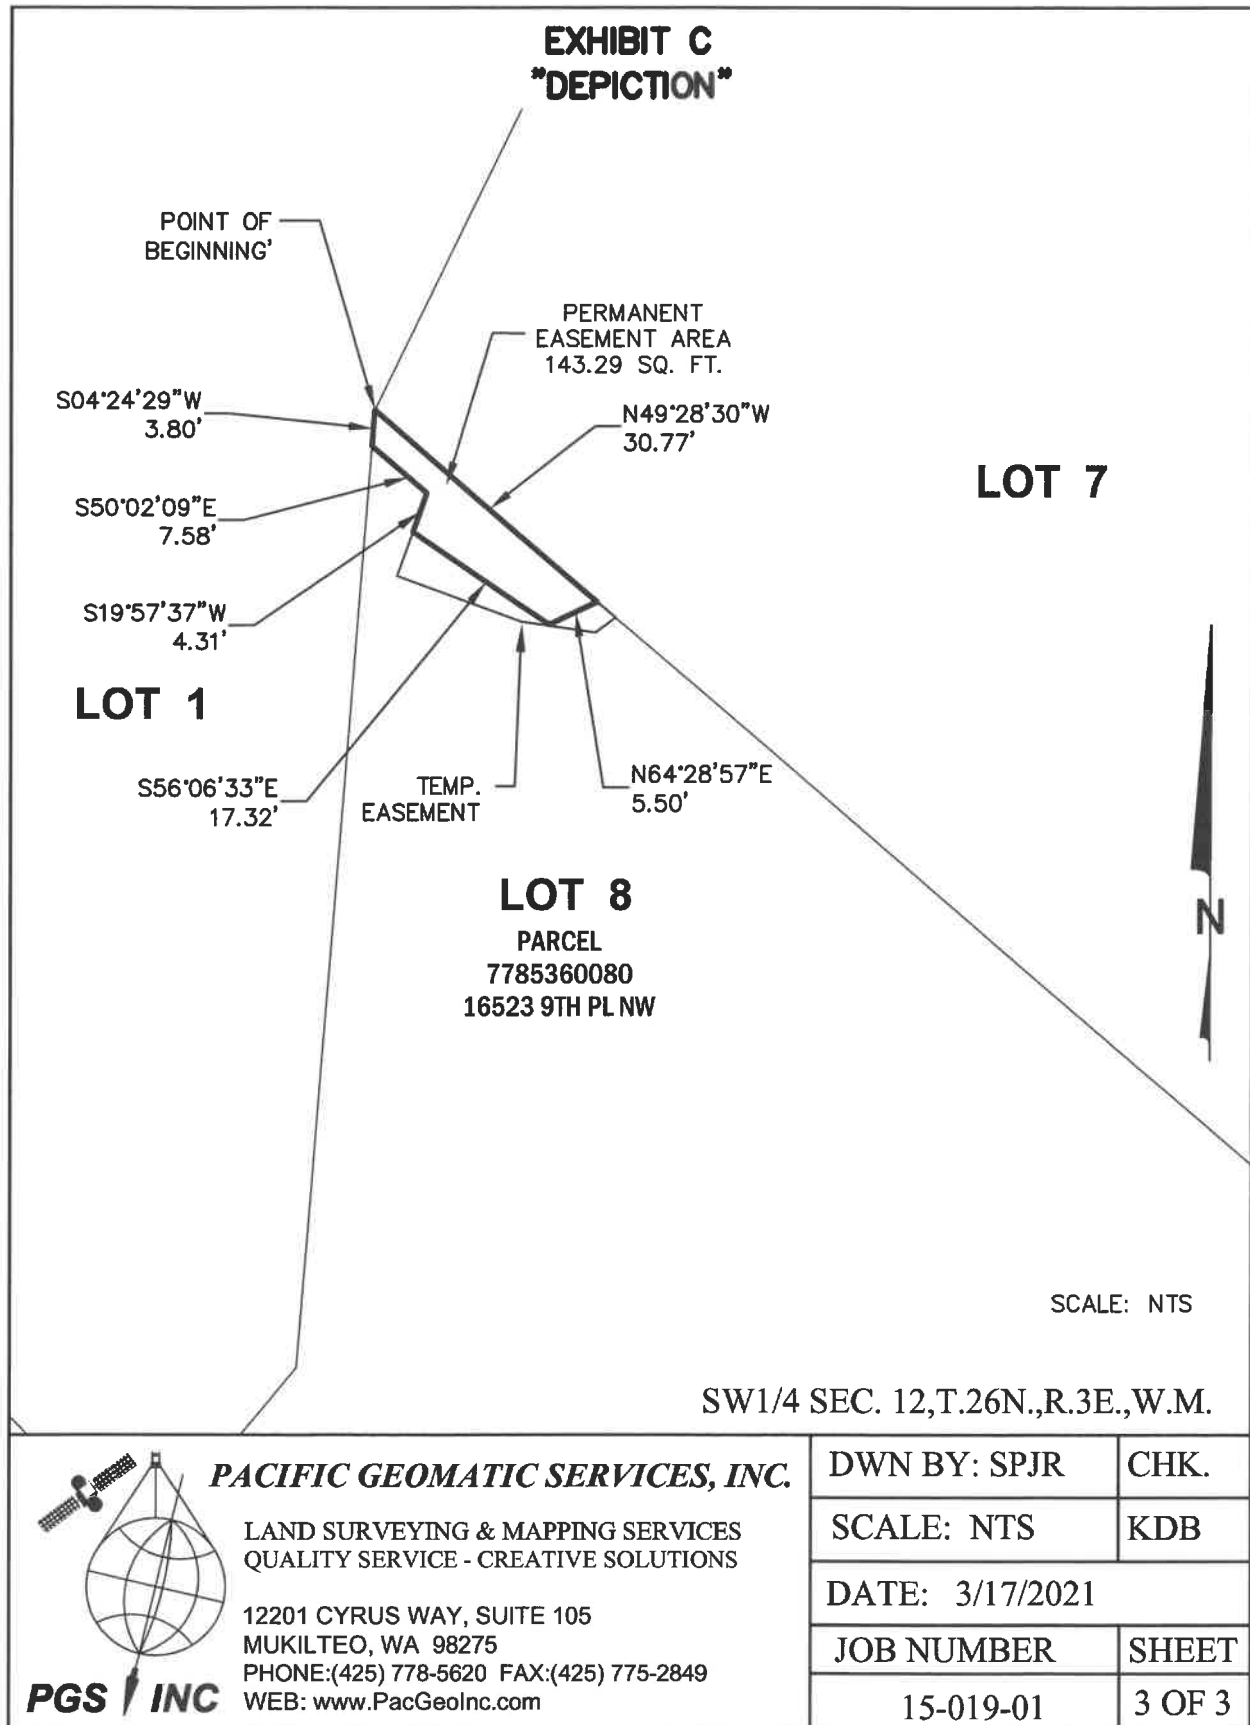 EXHIBIT C
"DEPICTION"
POINT OF
BEGINNING'
PERMANENT
EASEMENT AREA
143.29 SQ. FT.
S04°24'29"W
3.80'
N49°28'30"W
30.77'
LOT 7
S50°02'09"E
7.58'
S19°57'37"W
4.31'
LOT 1
S56°06'33"E
17.32'
TEMP.
EASEMENT
N64°28'57"E
5.50'
LOT 8
PARCEL
7785360080
16523 9TH PL NW
N
SCALE: NTS
SW1/4 SEC. 12,T.26N.,R.3E.,W.M.
PACIFIC GEOMATIC SERVICES, INC.
LAND SURVEYING & MAPPING SERVICES
QUALITY SERVICE - CREATIVE SOLUTIONS
12201 CYRUS WAY, SUITE 105
MUKILTEO, WA 98275
PHONE:(425) 778-5620 FAX:(425) 775-2849
WEB: www.PacGeoInc.com
PGS INC
DWN BY: SPJR
CHK.
SCALE: NTS
KDB
DATE: 3/17/2021
JOB NUMBER
SHEET
15-019-01
3 OF 3